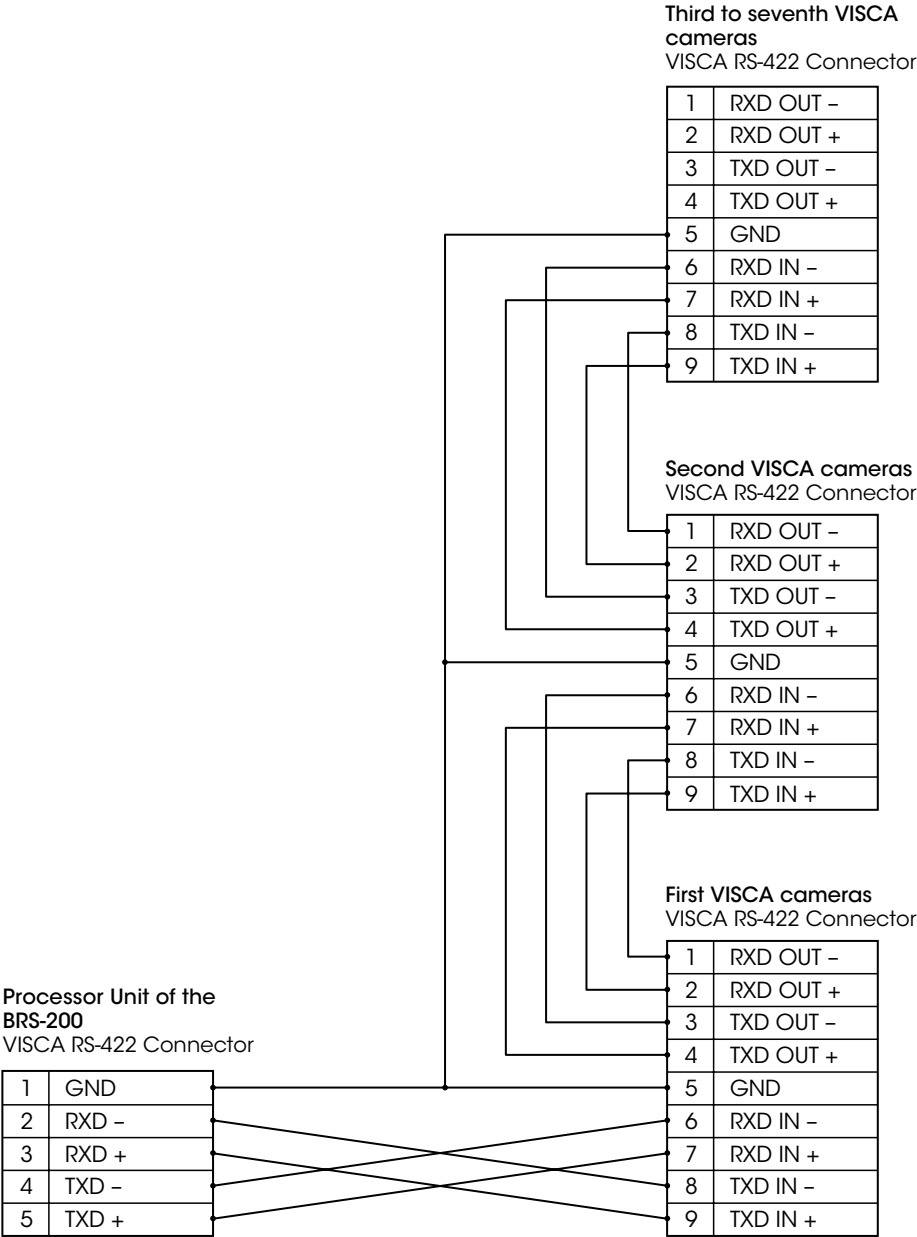 Third to seventh VISCA
cameras
VISCA RS-422 Connector
1 RXD OUT –
2 RXD OUT +
3 TXD OUT –
4 TXD OUT +
5 GND
6 RXD IN –
7 RXD IN +
8 TXD IN –
9 TXD IN +
Second VISCA cameras
VISCA RS-422 Connector
1 RXD OUT –
2 RXD OUT +
3 TXD OUT –
4 TXD OUT +
5 GND
6 RXD IN –
7 RXD IN +
8 TXD IN –
9 TXD IN +
First VISCA cameras
VISCA RS-422 Connector
1 RXD OUT –
2 RXD OUT +
3 TXD OUT –
4 TXD OUT +
5 GND
6 RXD IN –
7 RXD IN +
8 TXD IN –
9 TXD IN +
Processor Unit of the
BRS-200
VISCA RS-422 Connector
1 GND
2 RXD –
3 RXD +
4 TXD –
5 TXD +